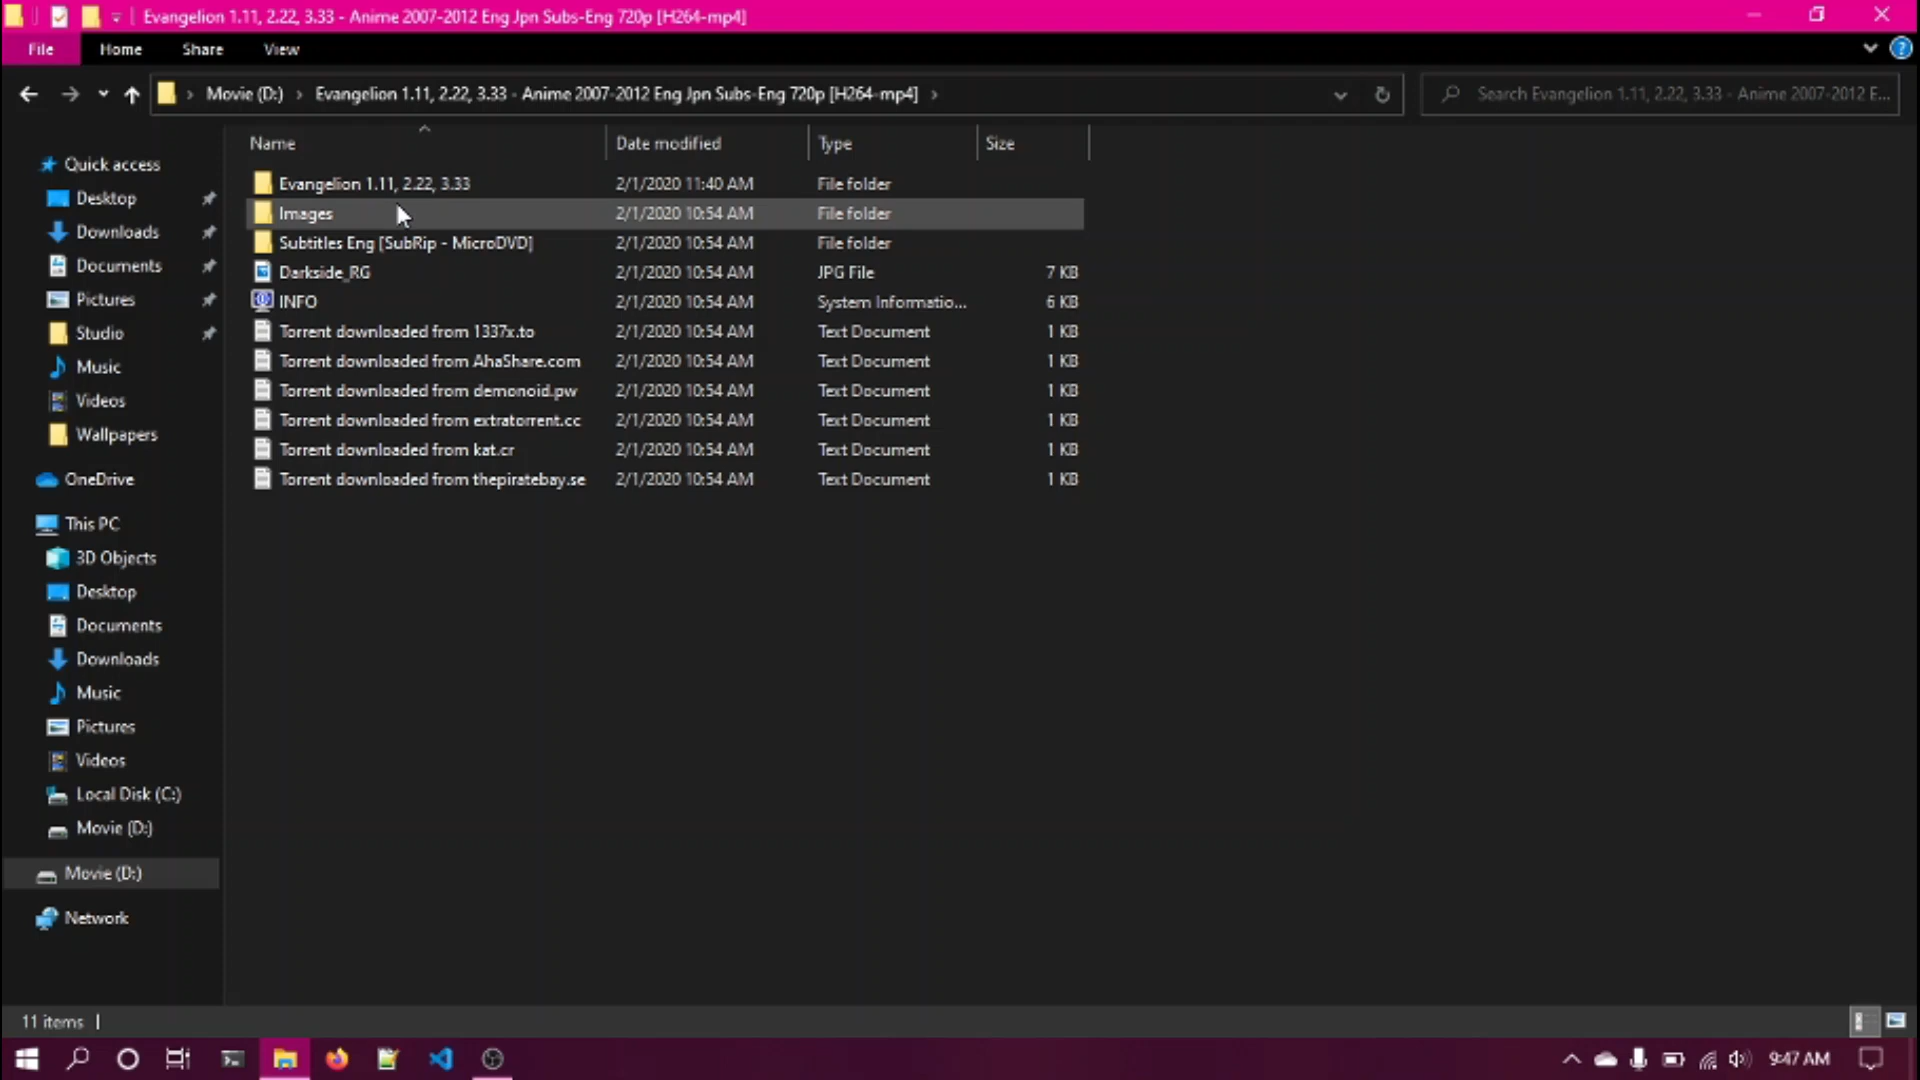 Evangelion 1.11, 2.22, 3.33 - Anime 2007-2012 Eng Jpn Subs-Eng 720p [H264-mp4]
File Home Share View
Movie (D:) Evangelion 1.11, 2.22, 3.33 - Anime 2007-2012 Eng Jpn Subs-Eng 720p [H264-mp4] Search Evangelion 1.11, 2.22, 3.33 - Anime 2007-2012 E...
Quick access
Desktop
Downloads
Documents
Pictures
Studio
Music
Videos
Wallpapers
OneDrive
This PC
3D Objects
Desktop
Documents
Downloads
Music
Pictures
Videos
Local Disk (C:)
Movie (D:)
Movie (D:)
Network
Name Date modified Type Size
Evangelion 1.11, 2.22, 3.33 2/1/2020 11:40 AM File folder
Images 2/1/2020 10:54 AM File folder
Subtitles Eng [SubRip - MicroDVD] 2/1/2020 10:54 AM File folder
Darkside_RG 2/1/2020 10:54 AM JPG File 7 KB
INFO 2/1/2020 10:54 AM System Informatio... 6 KB
Torrent downloaded from 1337x.to 2/1/2020 10:54 AM Text Document 1 KB
Torrent downloaded from AhaShare.com 2/1/2020 10:54 AM Text Document 1 KB
Torrent downloaded from demonoid.pw 2/1/2020 10:54 AM Text Document 1 KB
Torrent downloaded from extratorrent.cc 2/1/2020 10:54 AM Text Document 1 KB
Torrent downloaded from kat.cr 2/1/2020 10:54 AM Text Document 1 KB
Torrent downloaded from thepiratebay.se 2/1/2020 10:54 AM Text Document 1 KB
11 items
9:47 AM